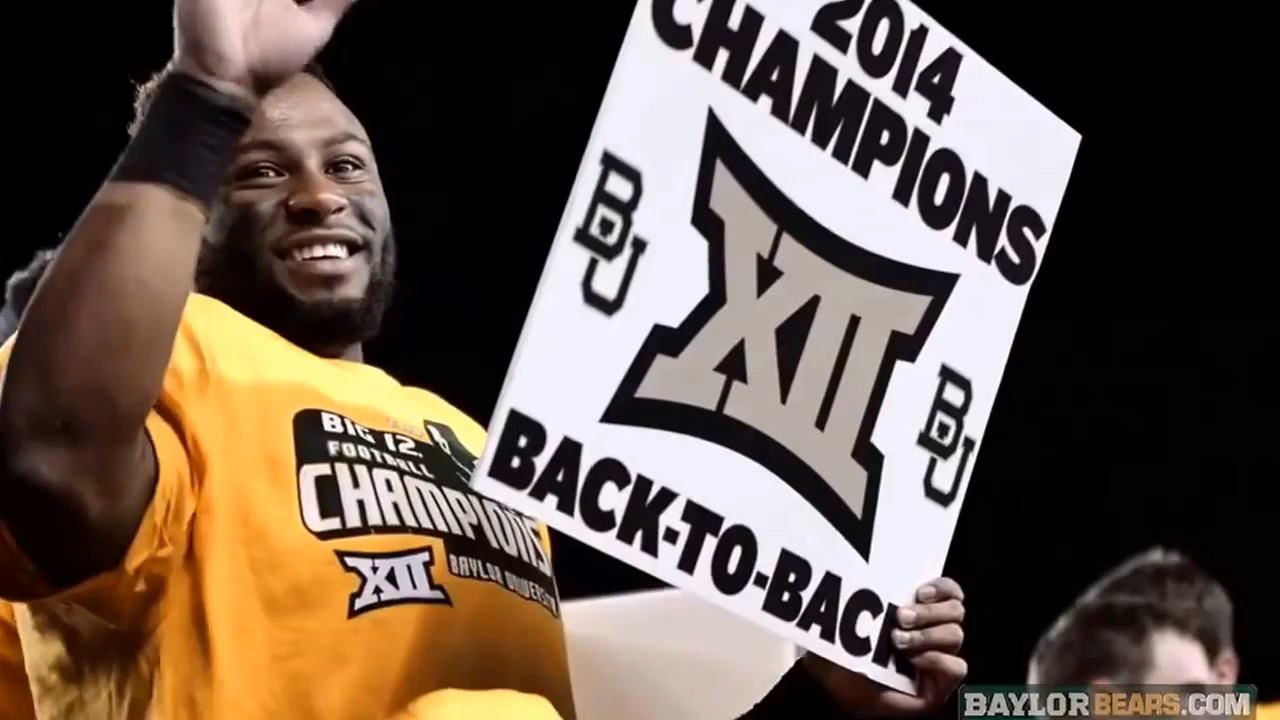 2014
CHAMPIONS
BU
XII
BU
BACK-TO-BACK
BIG 12
FOOTBALL
CHAMPIONS
XII
BAYLOR UNIVERSITY
BAYLORBEARS.COM